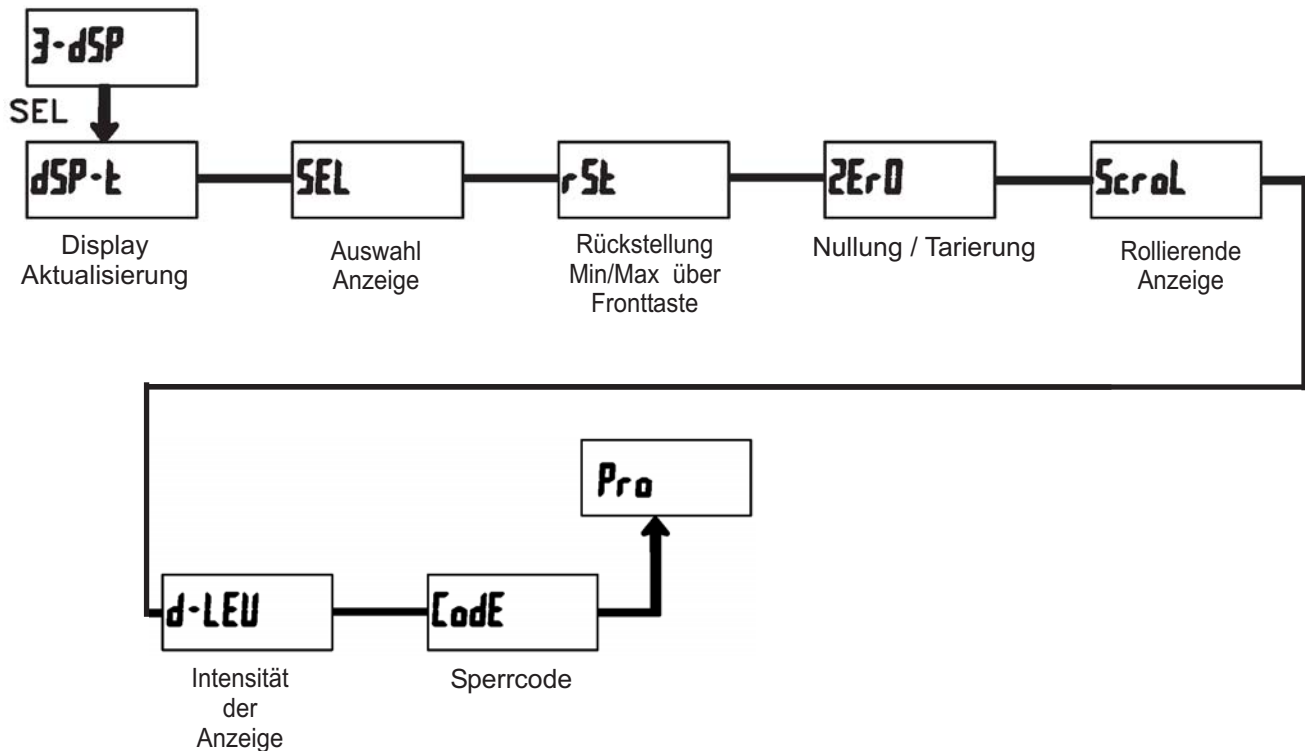 3-dSP
SEL
dSP-t
SEL
rSt
ZErO
ScroL
Display
Aktualisierung
Auswahl
Anzeige
Rückstellung
Min/Max über
Fronttaste
Nullung / Tarierung
Rollierende
Anzeige
Pro
d-LEV
CodE
Intensität
der
Anzeige
Sperrcode